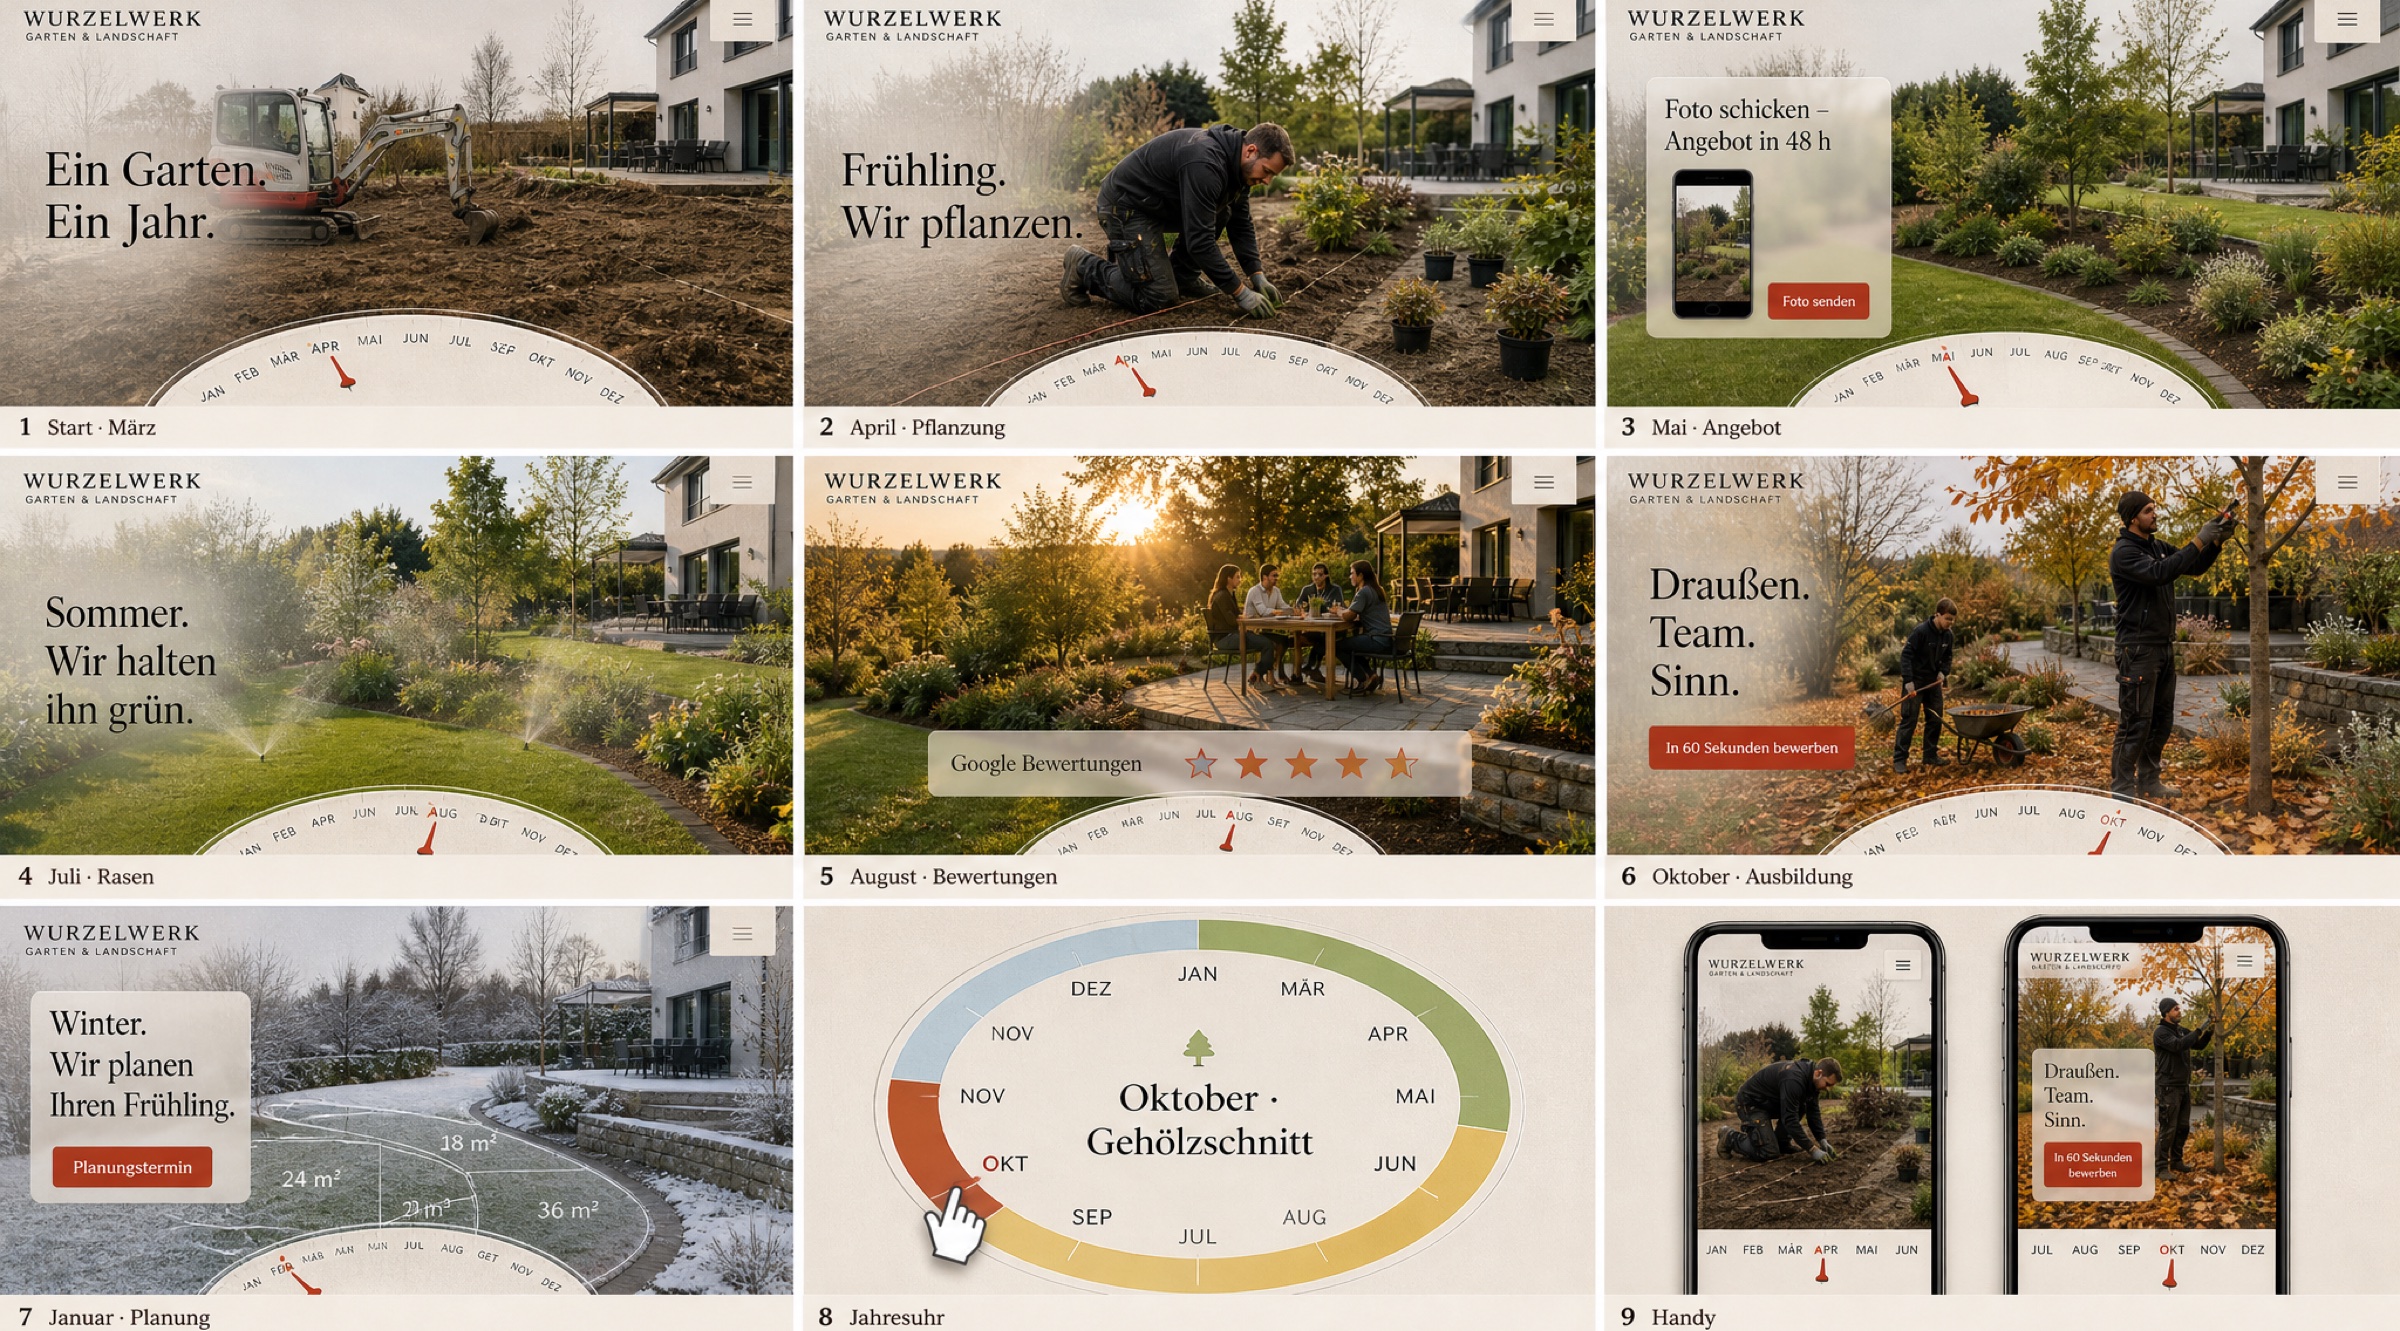 WURZELWERK
GARTEN & LANDSCHAFT
Ein Garten.
Ein Jahr.
JAN FEB MÄR APR MAI JUN JUL SEP OKT NOV DEZ
1 Start · März
WURZELWERK
GARTEN & LANDSCHAFT
Frühling.
Wir pflanzen.
JAN FEB MÄR APR MAI JUN JUL AUG SEP OKT NOV DEZ
2 April · Pflanzung
WURZELWERK
GARTEN & LANDSCHAFT
Foto schicken –
Angebot in 48 h
Foto senden
JAN FEB MÄR MAI JUN JUL AUG SEP NOV DEZ
3 Mai · Angebot
WURZELWERK
GARTEN & LANDSCHAFT
Sommer.
Wir halten
ihn grün.
FEB APR JUN JUL AUG NOV
4 Juli · Rasen
WURZELWERK
GARTEN & LANDSCHAFT
Google Bewertungen
JAN FEB MÄR JUN JUL AUG NOV DEZ
5 August · Bewertungen
WURZELWERK
GARTEN & LANDSCHAFT
Draußen.
Team.
Sinn.
In 60 Sekunden bewerben
FEB JUN JUL AUG OKT NOV
6 Oktober · Ausbildung
WURZELWERK
GARTEN & LANDSCHAFT
Winter.
Wir planen
Ihren Frühling.
Planungstermin
18 m²
24 m²
36 m²
JAN JUL AUG GET NOV DEZ
7 Januar · Planung
JAN
DEZ MÄR
NOV APR
NOV MAI
OKT JUN
SEP AUG
JUL
Oktober ·
Gehölzschnitt
8 Jahresuhr
WURZELWERK
GARTEN & LANDSCHAFT
JAN FEB MÄR APR MAI JUN
WURZELWERK
Draußen.
Team.
Sinn.
In 60 Sekunden
bewerben
JUL AUG SEP OKT NOV DEZ
9 Handy